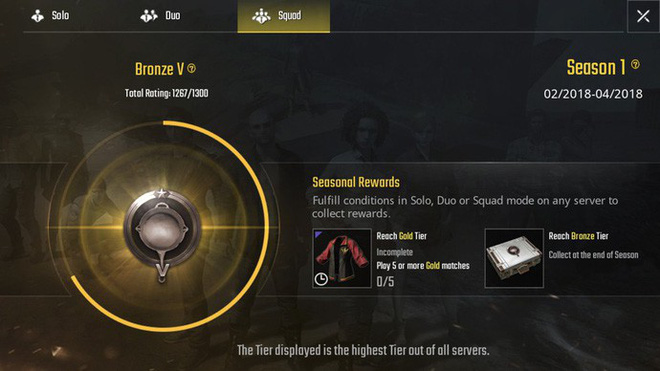 Solo
Duo
Squad
Bronze V
Total Rating: 1267/1300
Season 1
02/2018-04/2018
Seasonal Rewards
Fulfill conditions in Solo, Duo or Squad mode on any server to
collect rewards.
Reach Gold Tier
Incomplete
Play 5 or more Gold matches
0/5
Reach Bronze Tier
Collect at the end of Season
V
The Tier displayed is the highest Tier out of all servers.